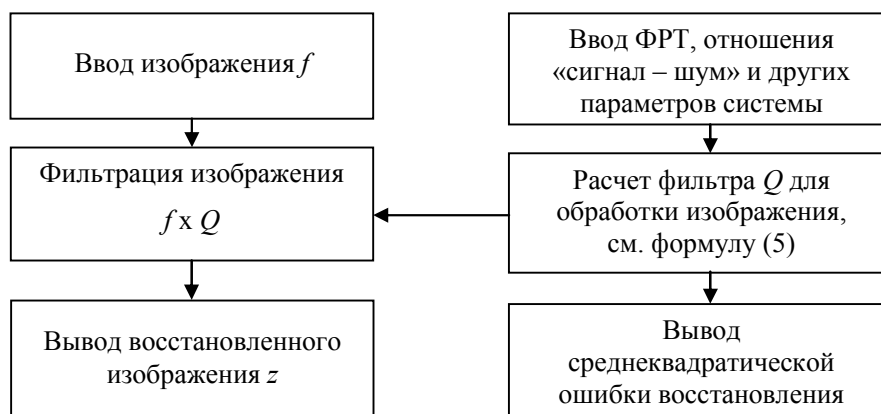 Ввод изображения f
Ввод ФРТ, отношения
«сигнал – шум» и других
параметров системы
Фильтрация изображения
f x Q
Расчет фильтра Q для
обработки изображения,
см. формулу (5)
Вывод восстановленного
изображения z
Вывод
среднеквадратической
ошибки восстановления